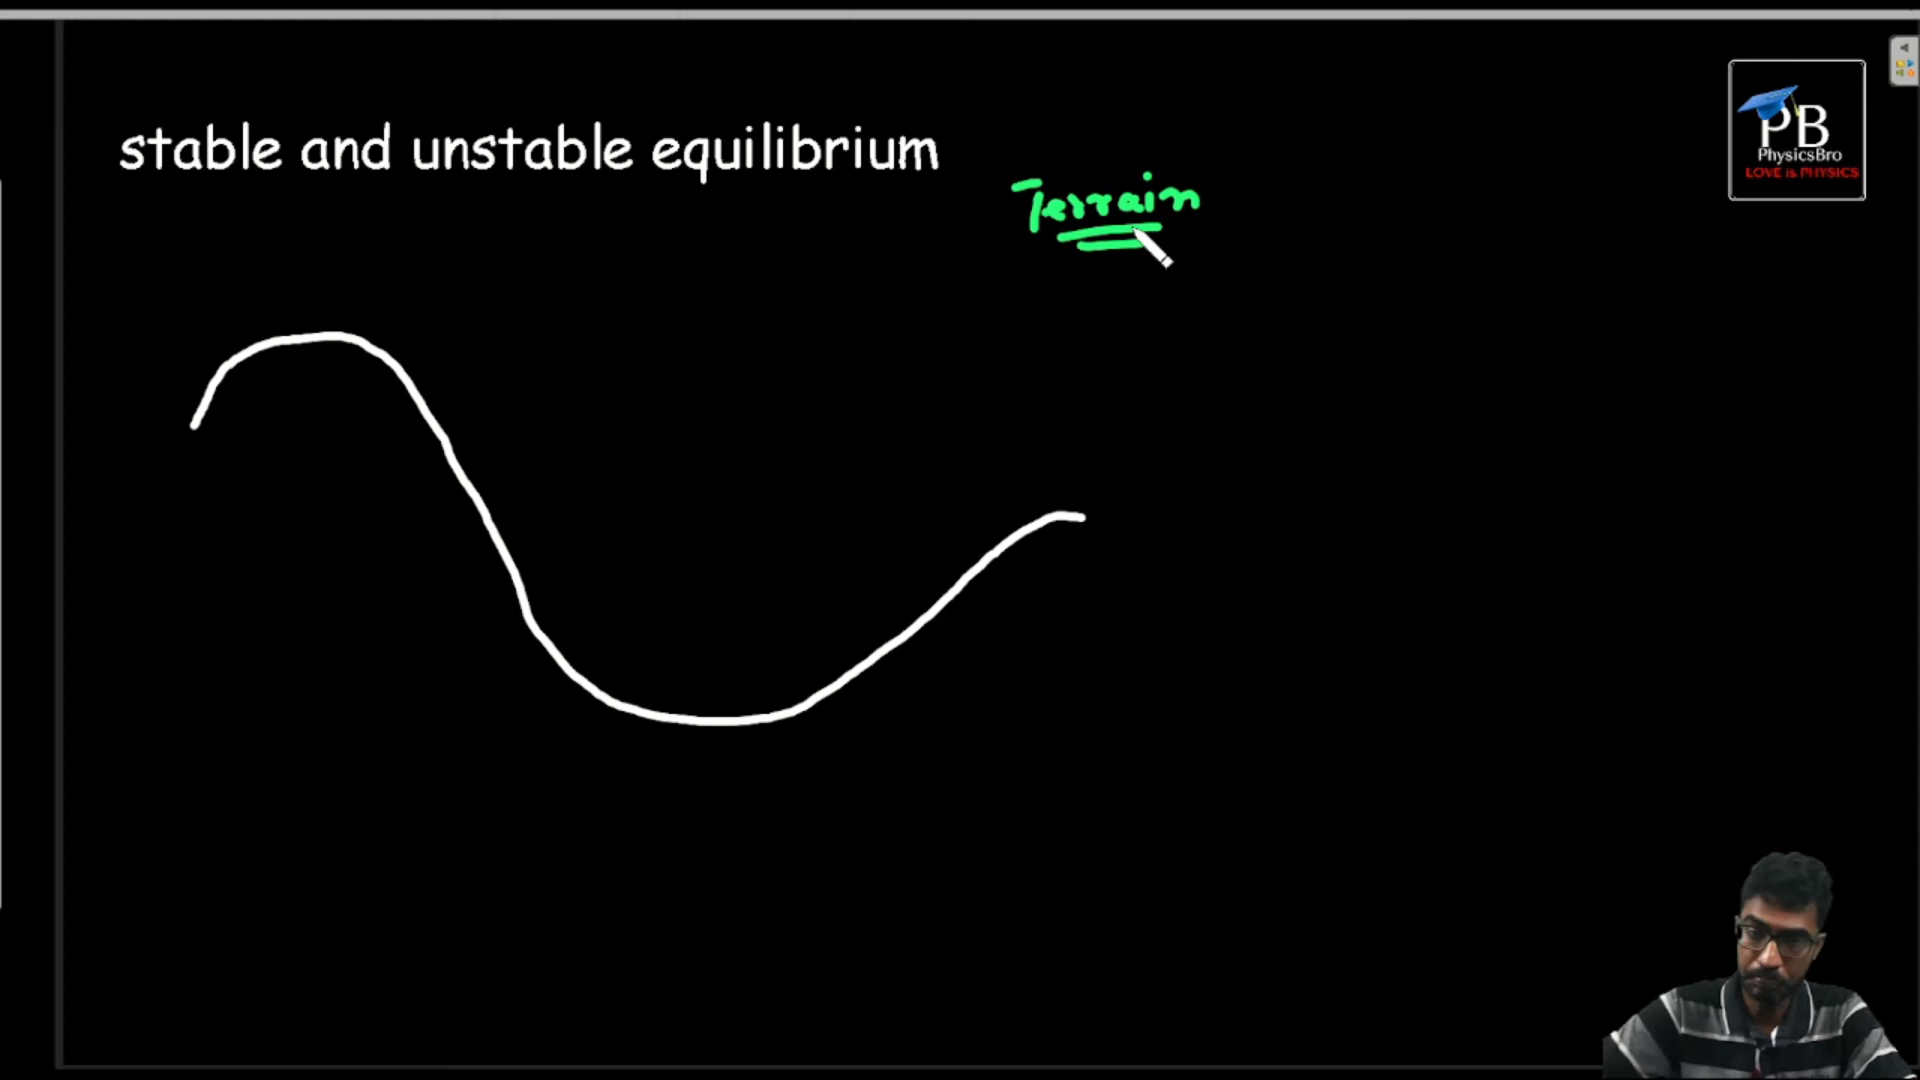 stable and unstable equilibrium
Terrain
PB
PhysicsBro
LOVE is PHYSICS